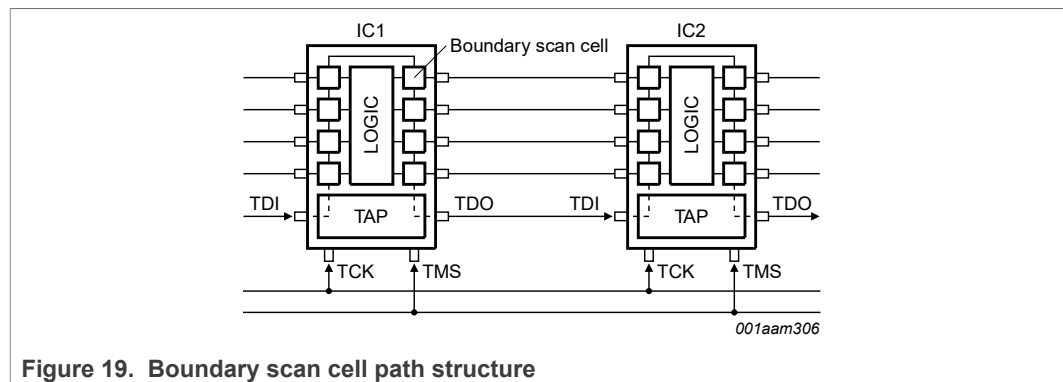 IC1
IC2
Boundary scan cell
LOGIC
LOGIC
TDI
TAP
TDO
TDI
TAP
TDO
TCK
TMS
TCK
TMS
001aam306
Figure 19. Boundary scan cell path structure